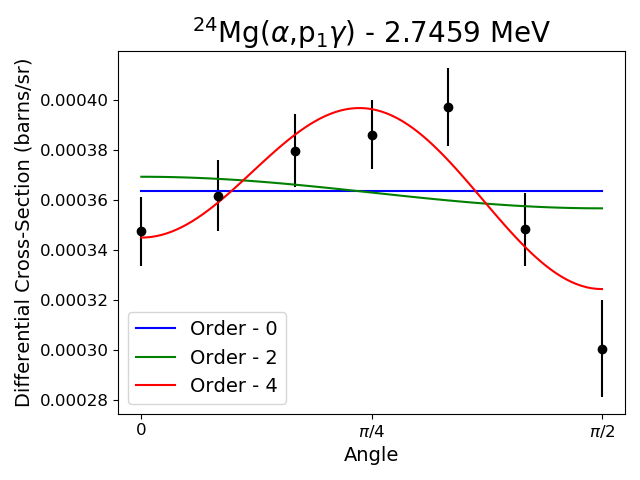 ²⁴Mg(α,p₁γ) - 2.7459 MeV
Differential Cross-Section (barns/sr)
0.00040
0.00038
0.00036
0.00034
0.00032
0.00030
0.00028
Order - 0
Order - 2
Order - 4
0 π/4 π/2
Angle